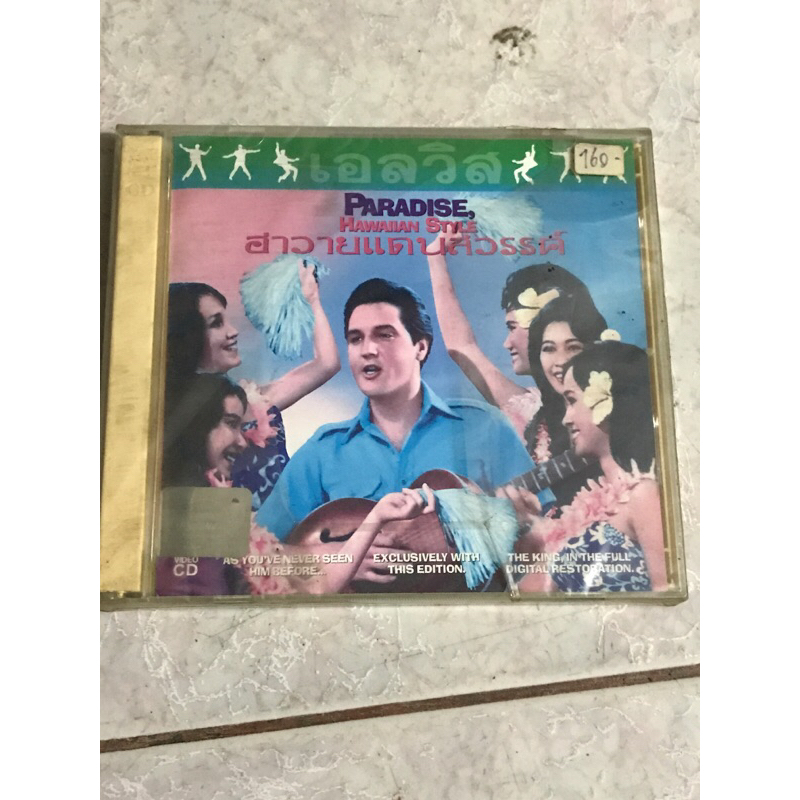 เอลวิส
160.-
PARADISE,
HAWAIIAN STYLE
ฮาวายแดนสวรรค์
VIDEO
CD
AS YOU'VE NEVER SEEN
HIM BEFORE...
EXCLUSIVELY WITH
THIS EDITION.
THE KING, IN THE FULL
DIGITAL RESTORATION.